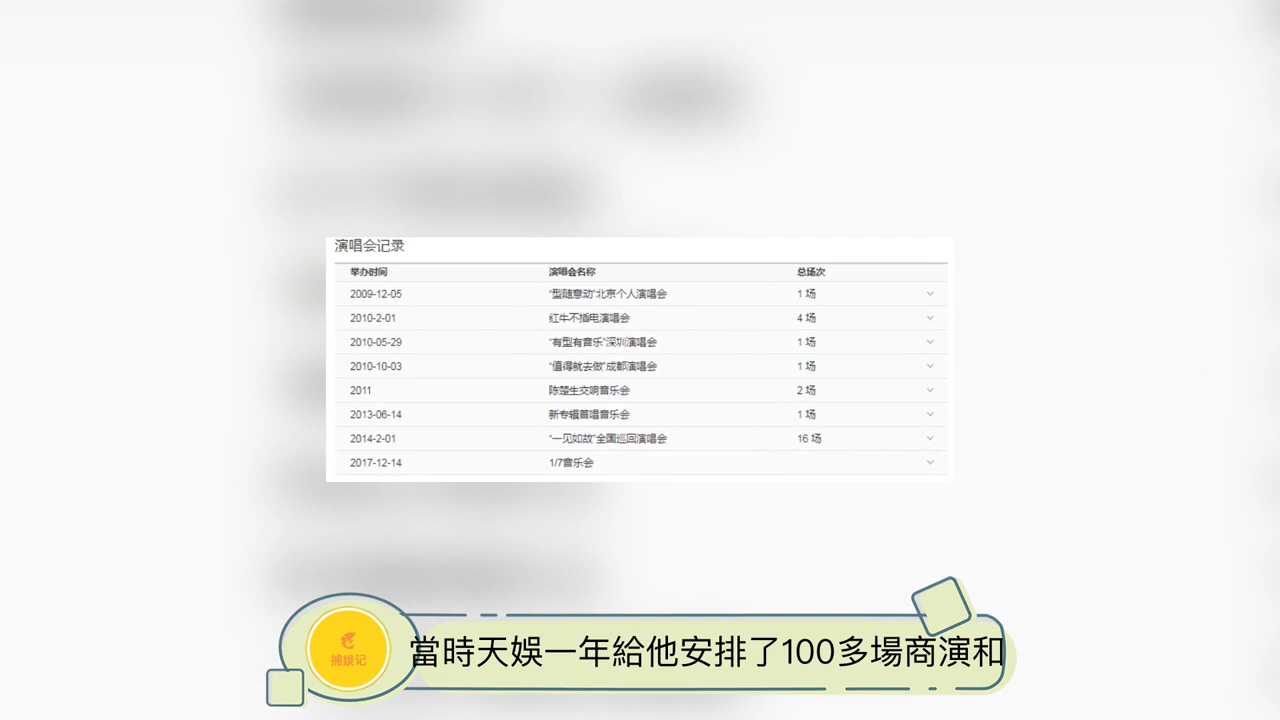 演唱会记录
举办时间 演唱会名称 总场次
2009-12-05 “型随意动”北京个人演唱会 1 场
2010-2-01 红牛不插电演唱会 4 场
2010-05-29 “有型有音乐”深圳演唱会 1 场
2010-10-03 “值得就去做”成都演唱会 1 场
2011 陈楚生交响音乐会 2 场
2013-06-14 新专辑首唱音乐会 1 场
2014-2-01 “一见如故”全国巡回演唱会 16 场
2017-12-14 1/7音乐会
捕娱记
當時天娛一年給他安排了100多場商演和